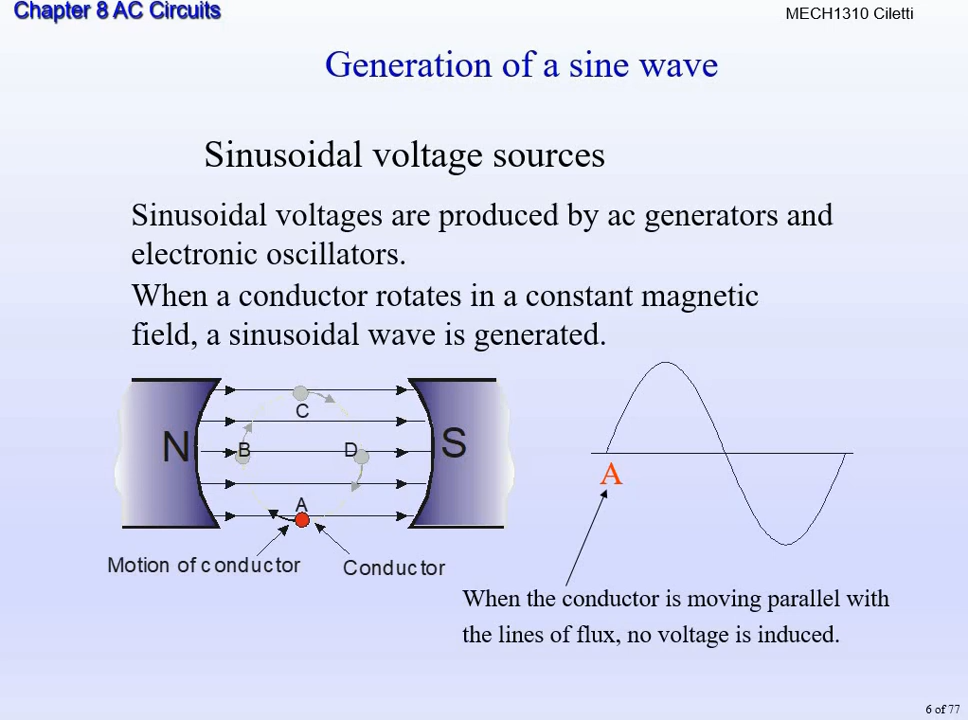 Chapter 8 AC Circuits
MECH1310 Ciletti
Generation of a sine wave
Sinusoidal voltage sources
Sinusoidal voltages are produced by ac generators and
electronic oscillators.
When a conductor rotates in a constant magnetic
field, a sinusoidal wave is generated.
C
N
B
D
S
A
A
Motion of conductor
Conductor
When the conductor is moving parallel with
the lines of flux, no voltage is induced.
6 of 77